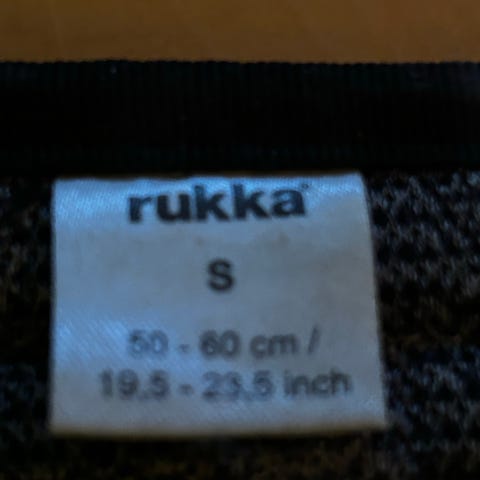 rukka
S
50 - 60 cm /
19,5 - 23,5 inch